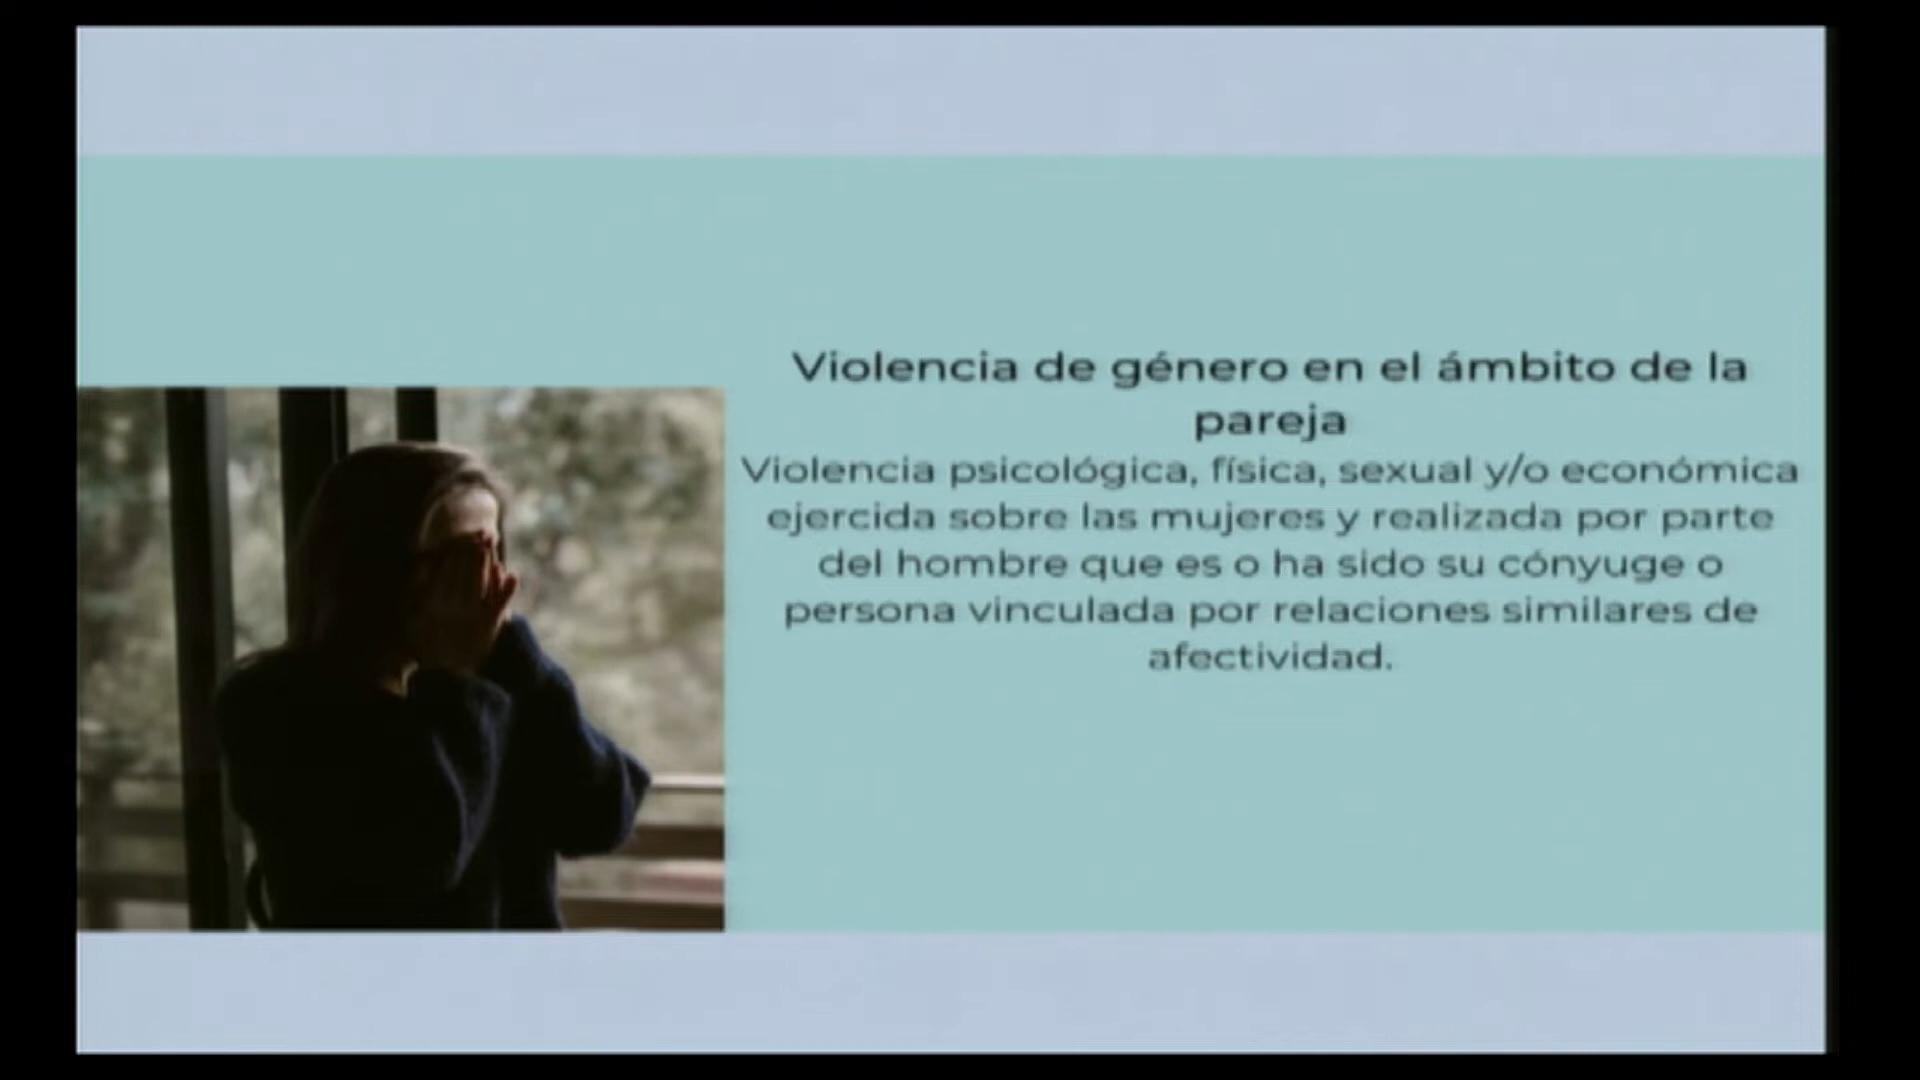 Violencia de género en el ámbito de la
pareja
Violencia psicológica, física, sexual y/o económica
ejercida sobre las mujeres y realizada por parte
del hombre que es o ha sido su cónyuge o
persona vinculada por relaciones similares de
afectividad.